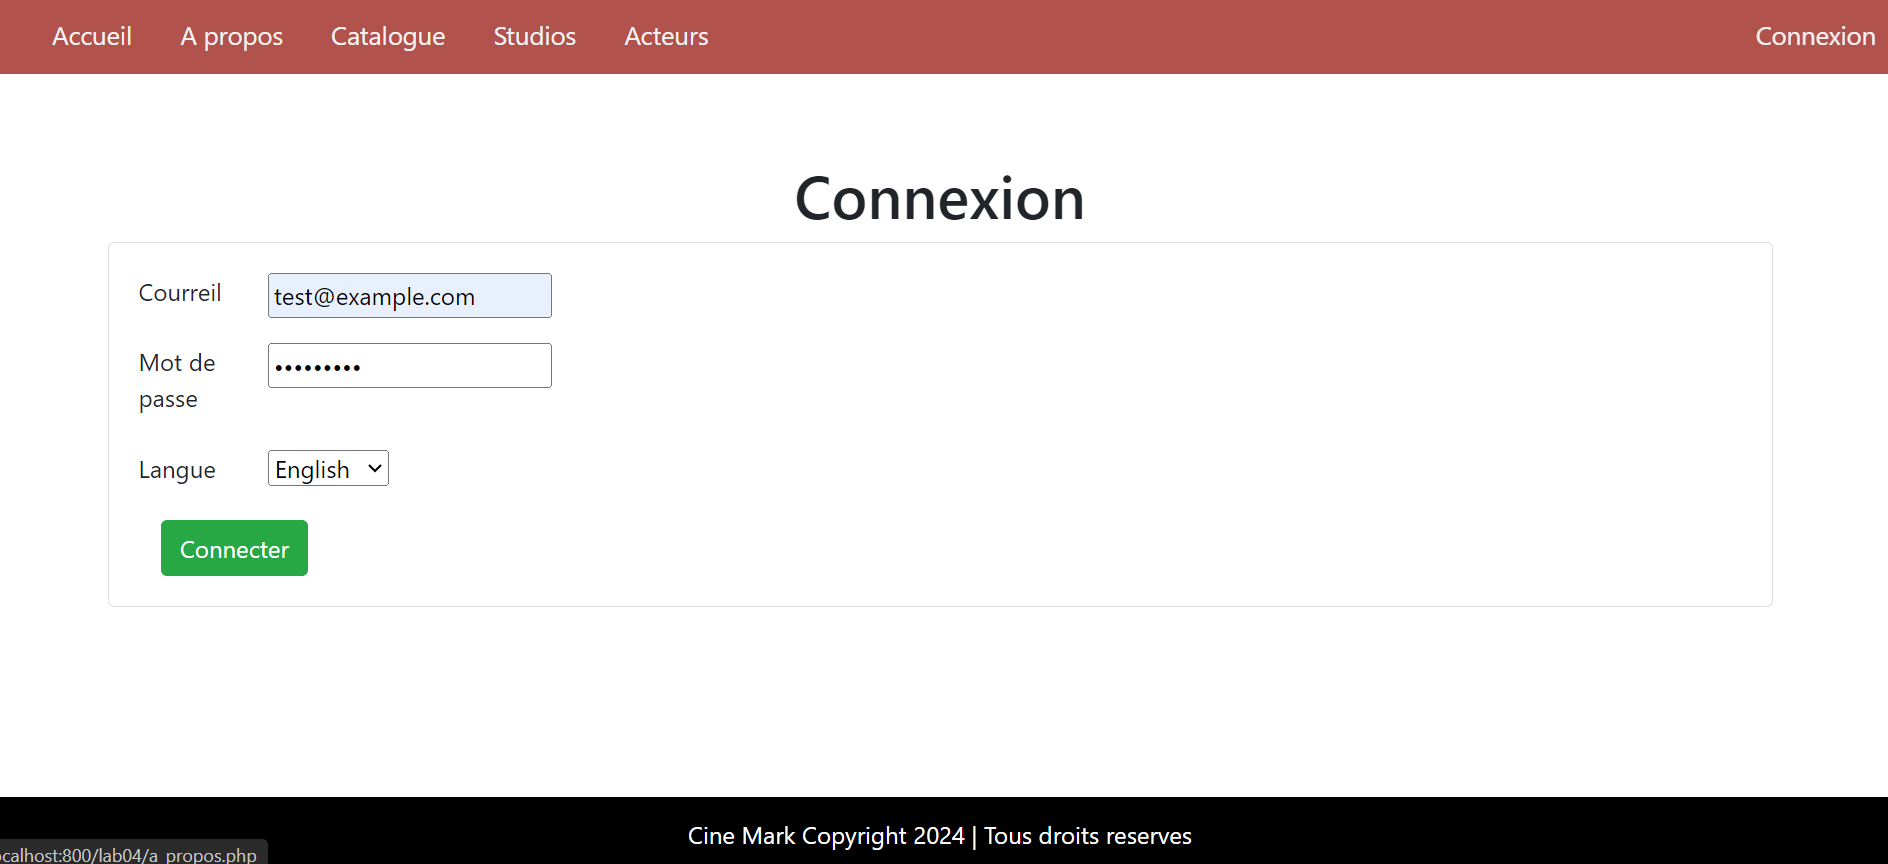 Accueil A propos Catalogue Studios Acteurs Connexion
Connexion
Courreil test@example.com
Mot de passe •••••••••
Langue English
Connecter
Cine Mark Copyright 2024 | Tous droits reserves
ocalhost:800/lab04/a_propos.php